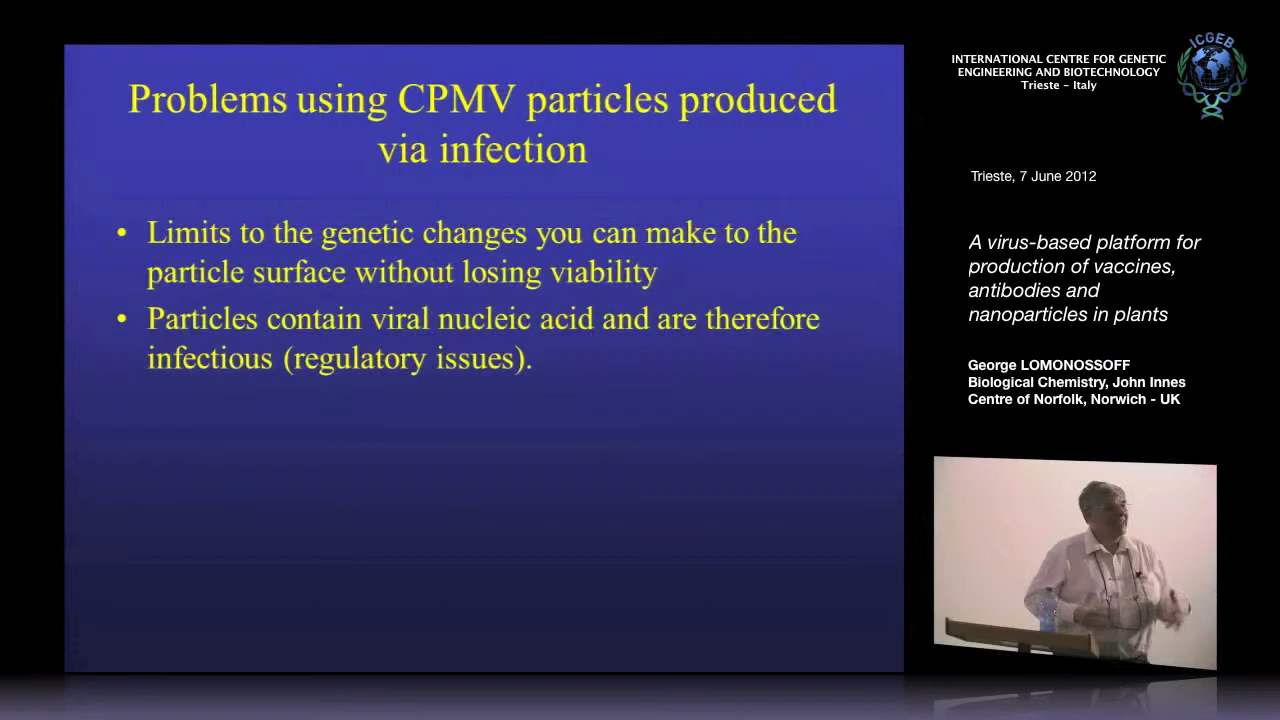 Problems using CPMV particles produced
via infection
• Limits to the genetic changes you can make to the
particle surface without losing viability
• Particles contain viral nucleic acid and are therefore
infectious (regulatory issues).
ICGEB
INTERNATIONAL CENTRE FOR GENETIC
ENGINEERING AND BIOTECHNOLOGY
Trieste - Italy
Trieste, 7 June 2012
A virus-based platform for
production of vaccines,
antibodies and
nanoparticles in plants
George LOMONOSSOFF
Biological Chemistry, John Innes
Centre of Norfolk, Norwich - UK